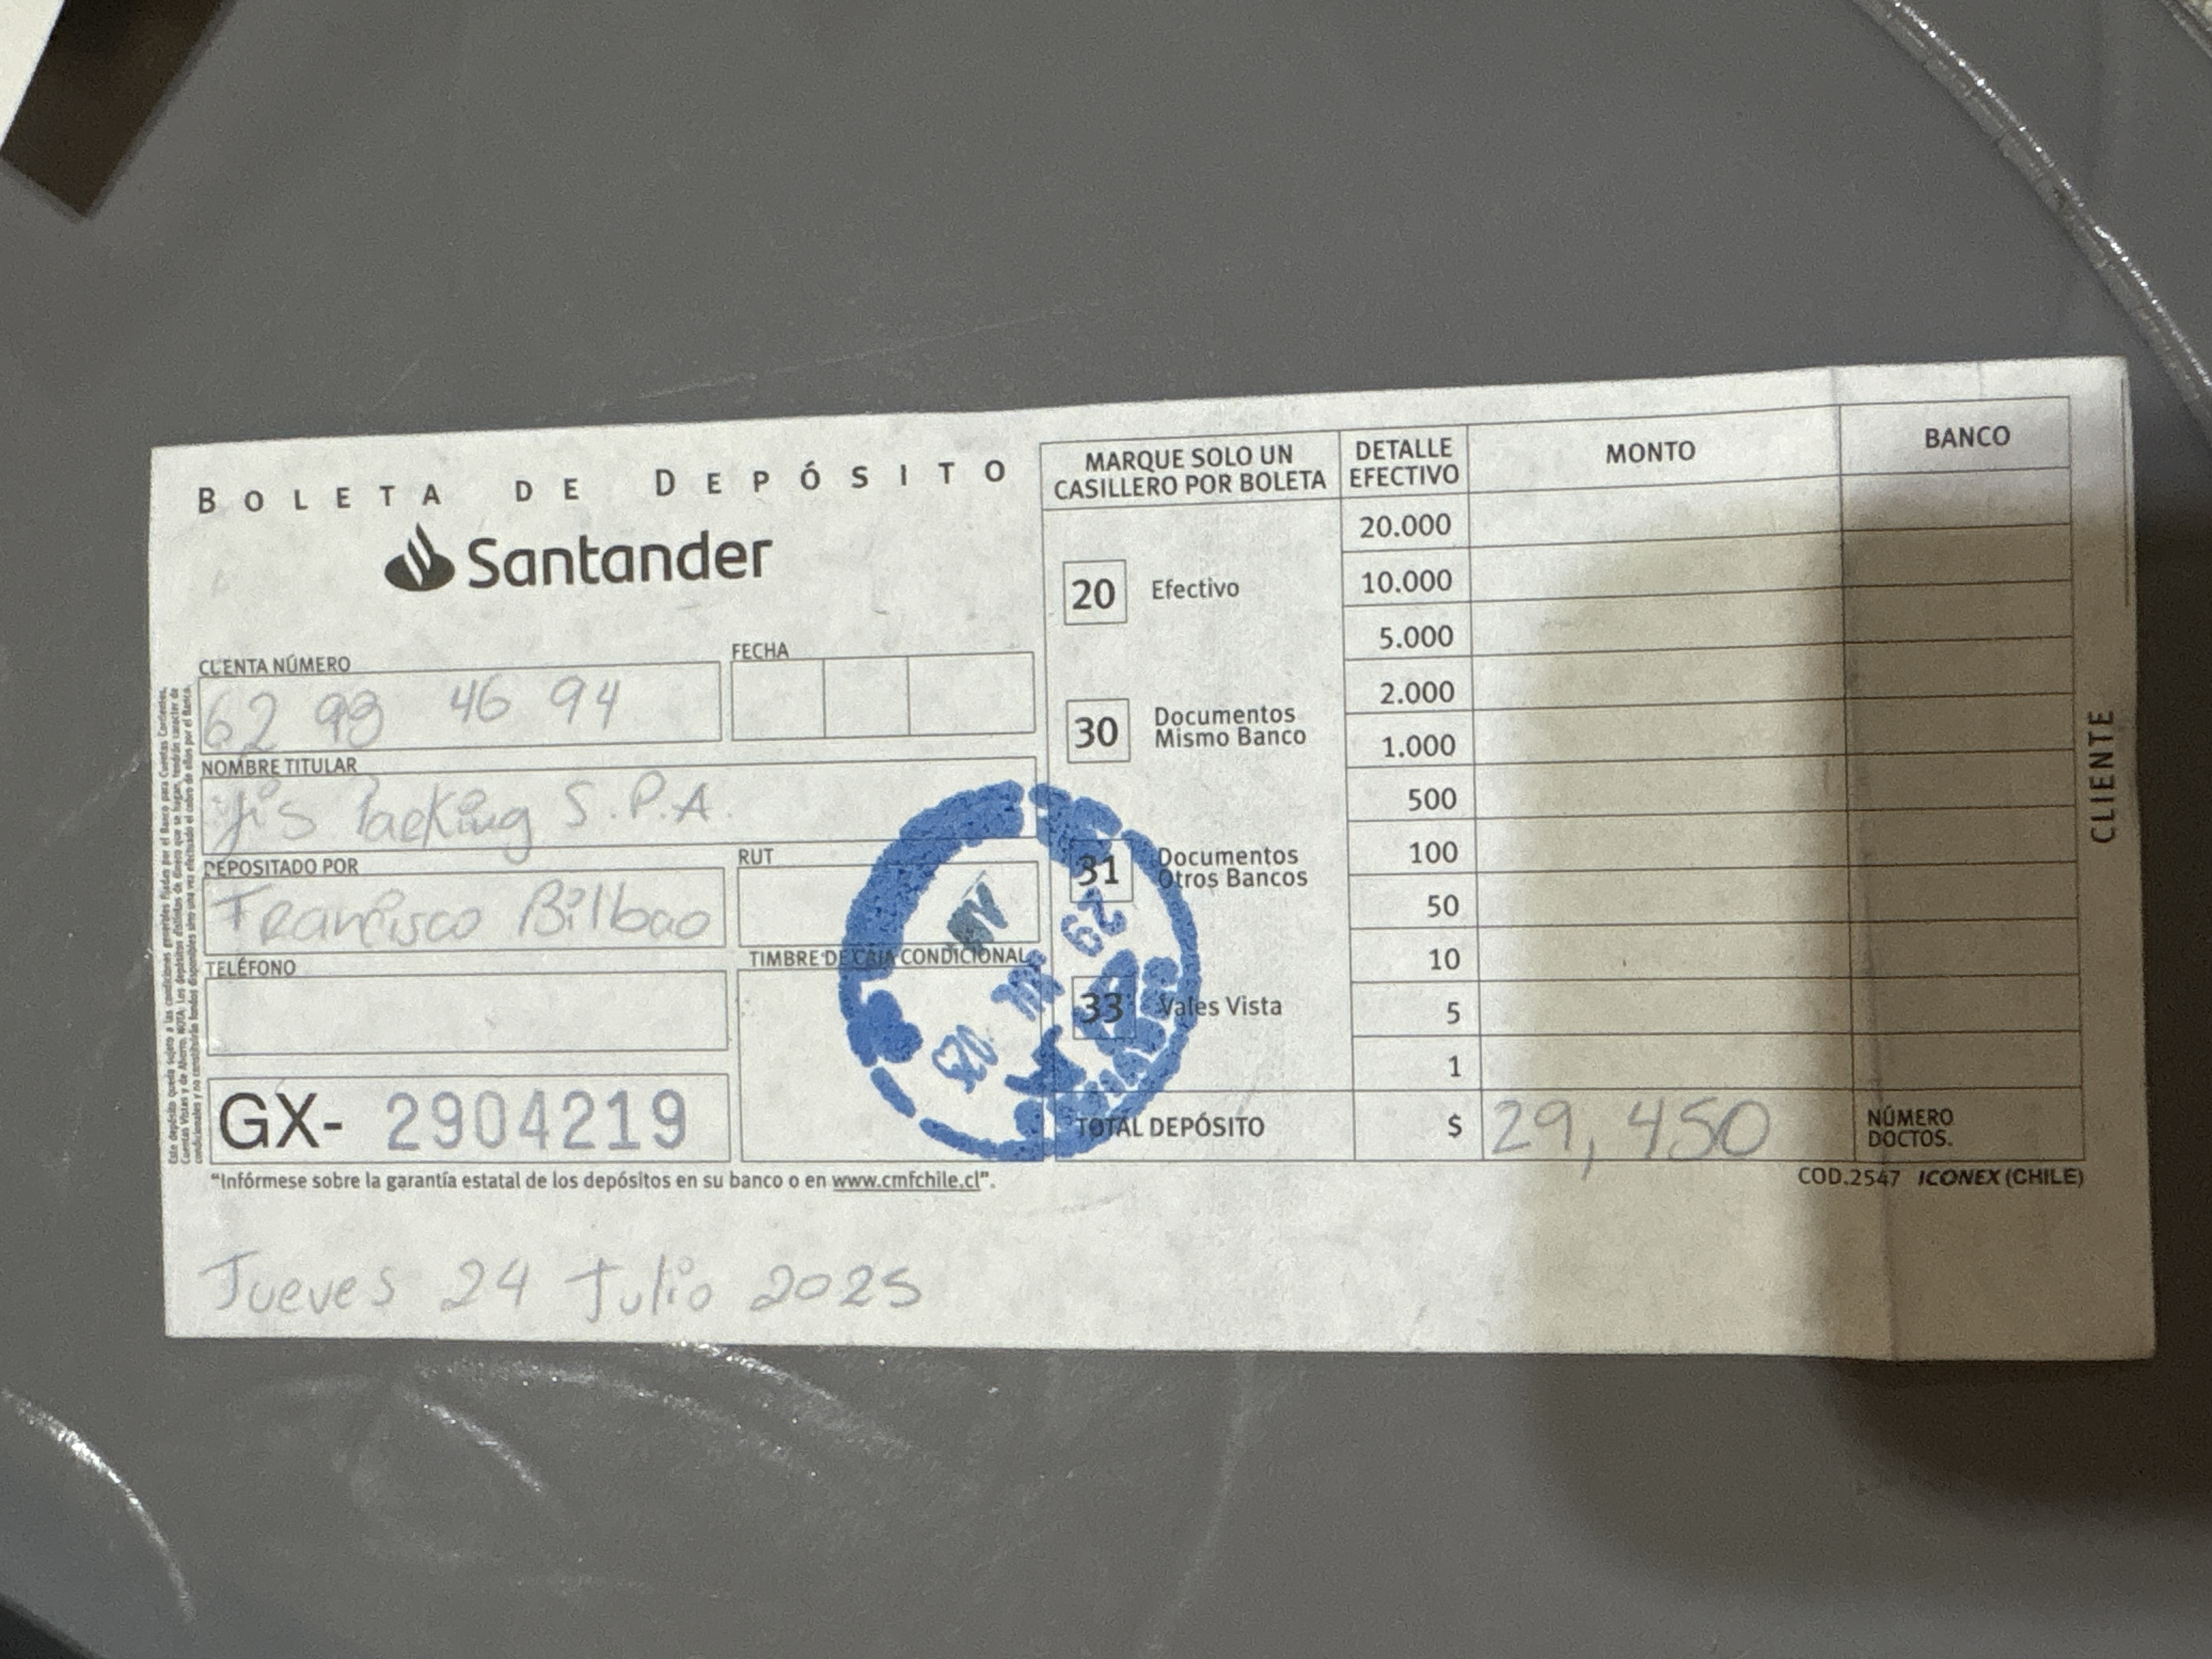 BOLETA DE DEPÓSITO
Santander
CUENTA NÚMERO
62 98 46 94
FECHA
NOMBRE TITULAR
Packing S.P.A.
DEPOSITADO POR
Francisco Bilbao
RUT
TELÉFONO
TIMBRE DE CAJA CONDICIONAL
GX- 2904219
"Infórmese sobre la garantía estatal de los depósitos en su banco o en www.cmfchile.cl".
Jueves 24 Julio 2025
MARQUE SOLO UN
CASILLERO POR BOLETA
20 Efectivo
30 Documentos
Mismo Banco
31 Documentos
Otros Bancos
33 Vales Vista
DETALLE
EFECTIVO
MONTO
BANCO
20.000
10.000
5.000
2.000
1.000
500
100
50
10
5
1
TOTAL DEPÓSITO $ 29,450
NÚMERO
DOCTOS.
COD.2547 ICONEX (CHILE)
CLIENTE